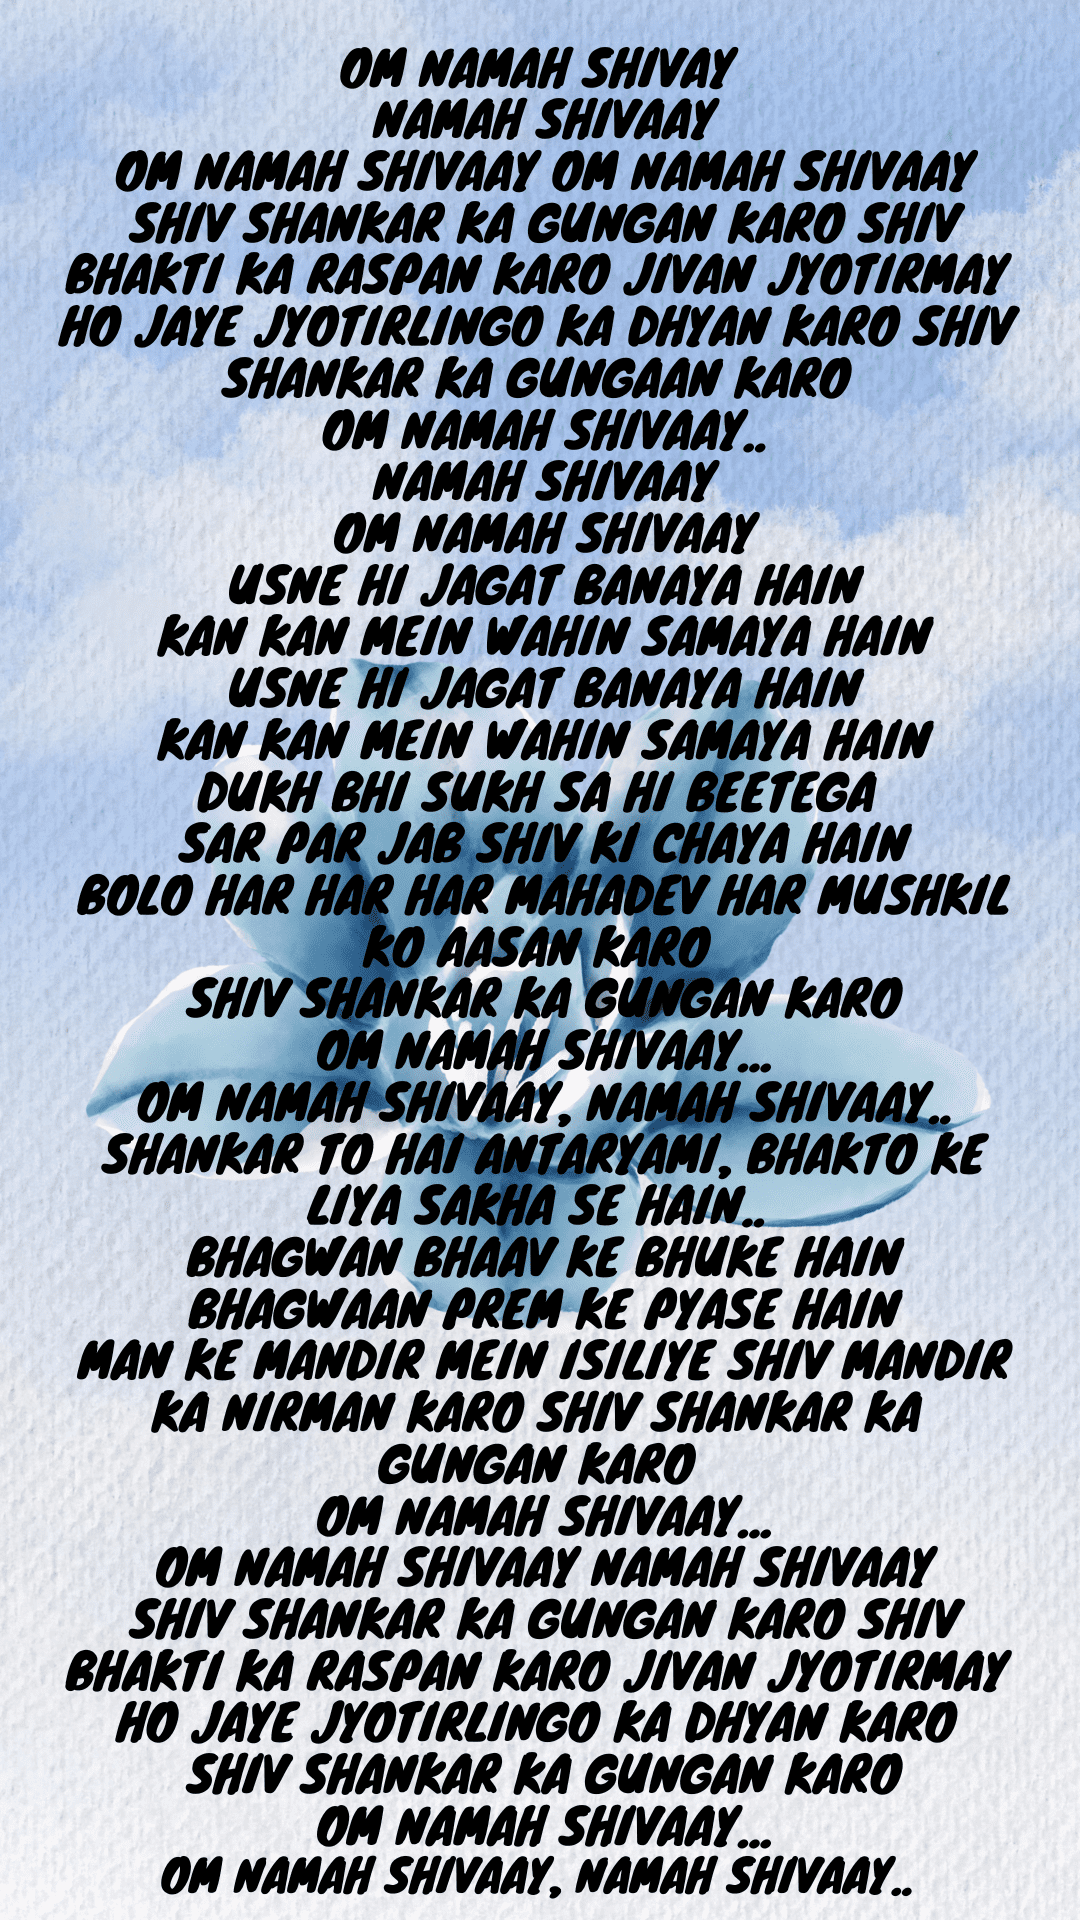 OM NAMAH SHIVAY
NAMAH SHIVAAY
OM NAMAH SHIVAAY OM NAMAH SHIVAAY
SHIV SHANKAR KA GUNGAN KARO SHIV
BHAKTI KA RASPAN KARO JIVAN JYOTIRMAY
HO JAYE JYOTIRLINGO KA DHYAN KARO SHIV
SHANKAR KA GUNGAAN KARO
OM NAMAH SHIVAAY..
NAMAH SHIVAAY
OM NAMAH SHIVAAY
USNE HI JAGAT BANAYA HAIN
KAN KAN MEIN WAHIN SAMAYA HAIN
USNE HI JAGAT BANAYA HAIN
KAN KAN MEIN WAHIN SAMAYA HAIN
DUKH BHI SUKH SA HI BEETEGA
SAR PAR JAB SHIV KI CHAYA HAIN
BOLO HAR HAR HAR MAHADEV HAR MUSHKIL
KO AASAN KARO
SHIV SHANKAR KA GUNGAN KARO
OM NAMAH SHIVAAY...
OM NAMAH SHIVAAY, NAMAH SHIVAAY..
SHANKAR TO HAI ANTARYAMI, BHAKTO KE
LIYA SAKHA SE HAIN..
BHAGWAN BHAAV KE BHUKE HAIN
BHAGWAAN PREM KE PYASE HAIN
MAN KE MANDIR MEIN ISILIYE SHIV MANDIR
KA NIRMAN KARO SHIV SHANKAR KA
GUNGAN KARO
OM NAMAH SHIVAAY...
OM NAMAH SHIVAAY NAMAH SHIVAAY
SHIV SHANKAR KA GUNGAN KARO SHIV
BHAKTI KA RASPAN KARO JIVAN JYOTIRMAY
HO JAYE JYOTIRLINGO KA DHYAN KARO
SHIV SHANKAR KA GUNGAN KARO
OM NAMAH SHIVAAY...
OM NAMAH SHIVAAY, NAMAH SHIVAAY..